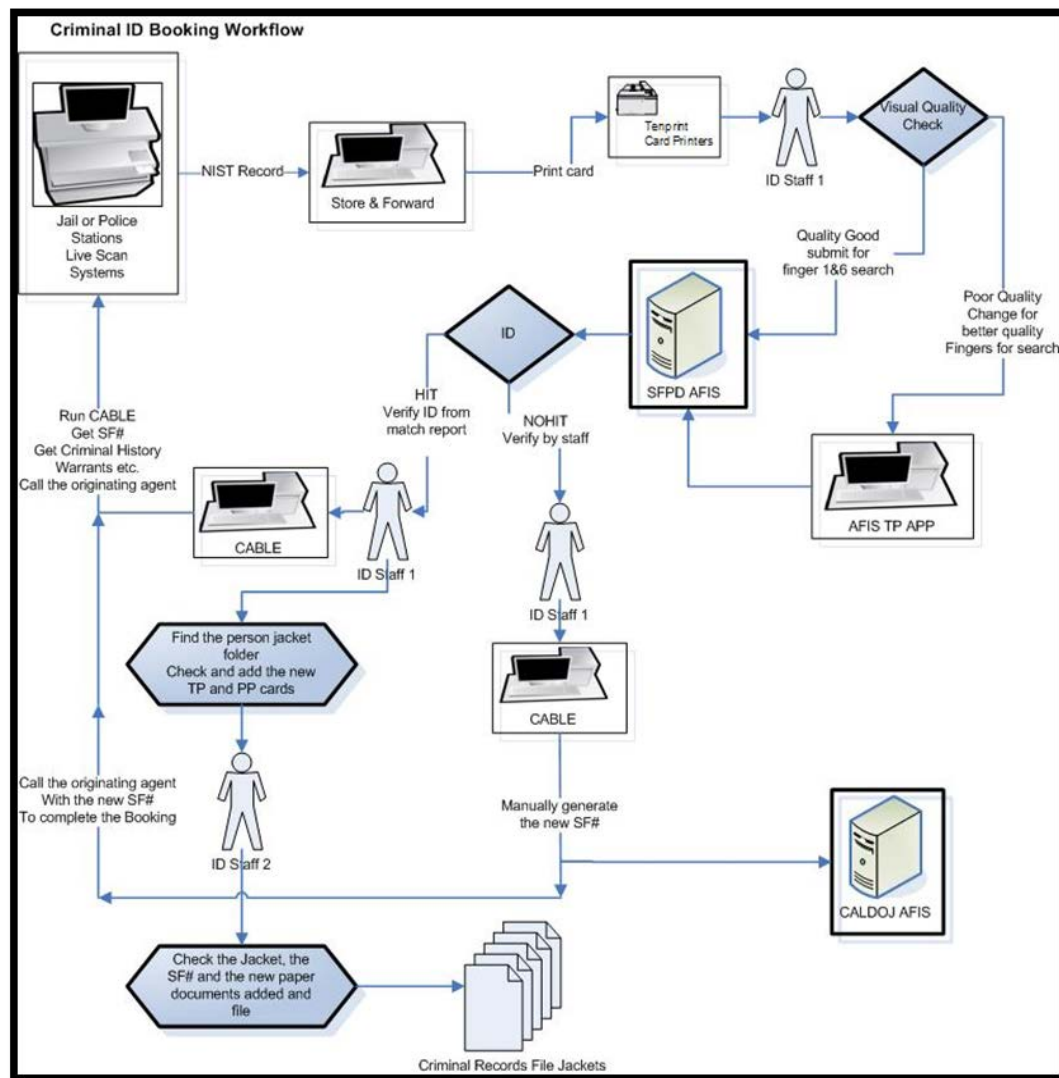 Criminal ID Booking Workflow
Jail or Police
Stations
Live Scan
Systems
NIST Record
Store & Forward
Print card
Tenprint
Card Printers
ID Staff 1
Visual Quality
Check
Quality Good
submit for
finger 1&6 search
Poor Quality
Change for
better quality
Fingers for search
AFIS TP APP
SFPD AFIS
ID
HIT
Verify ID from
match report
NOHIT
Verify by staff
Run CABLE
Get SF#
Get Criminal History
Warrants etc.
Call the originating agent
CABLE
ID Staff 1
ID Staff 1
Find the person jacket
folder
Check and add the new
TP and PP cards
CABLE
Call the originating agent
With the new SF#
To complete the Booking
ID Staff 2
Manually generate
the new SF#
CALDOJ AFIS
Check the Jacket, the
SF# and the new paper
documents added and
file
Criminal Records File Jackets